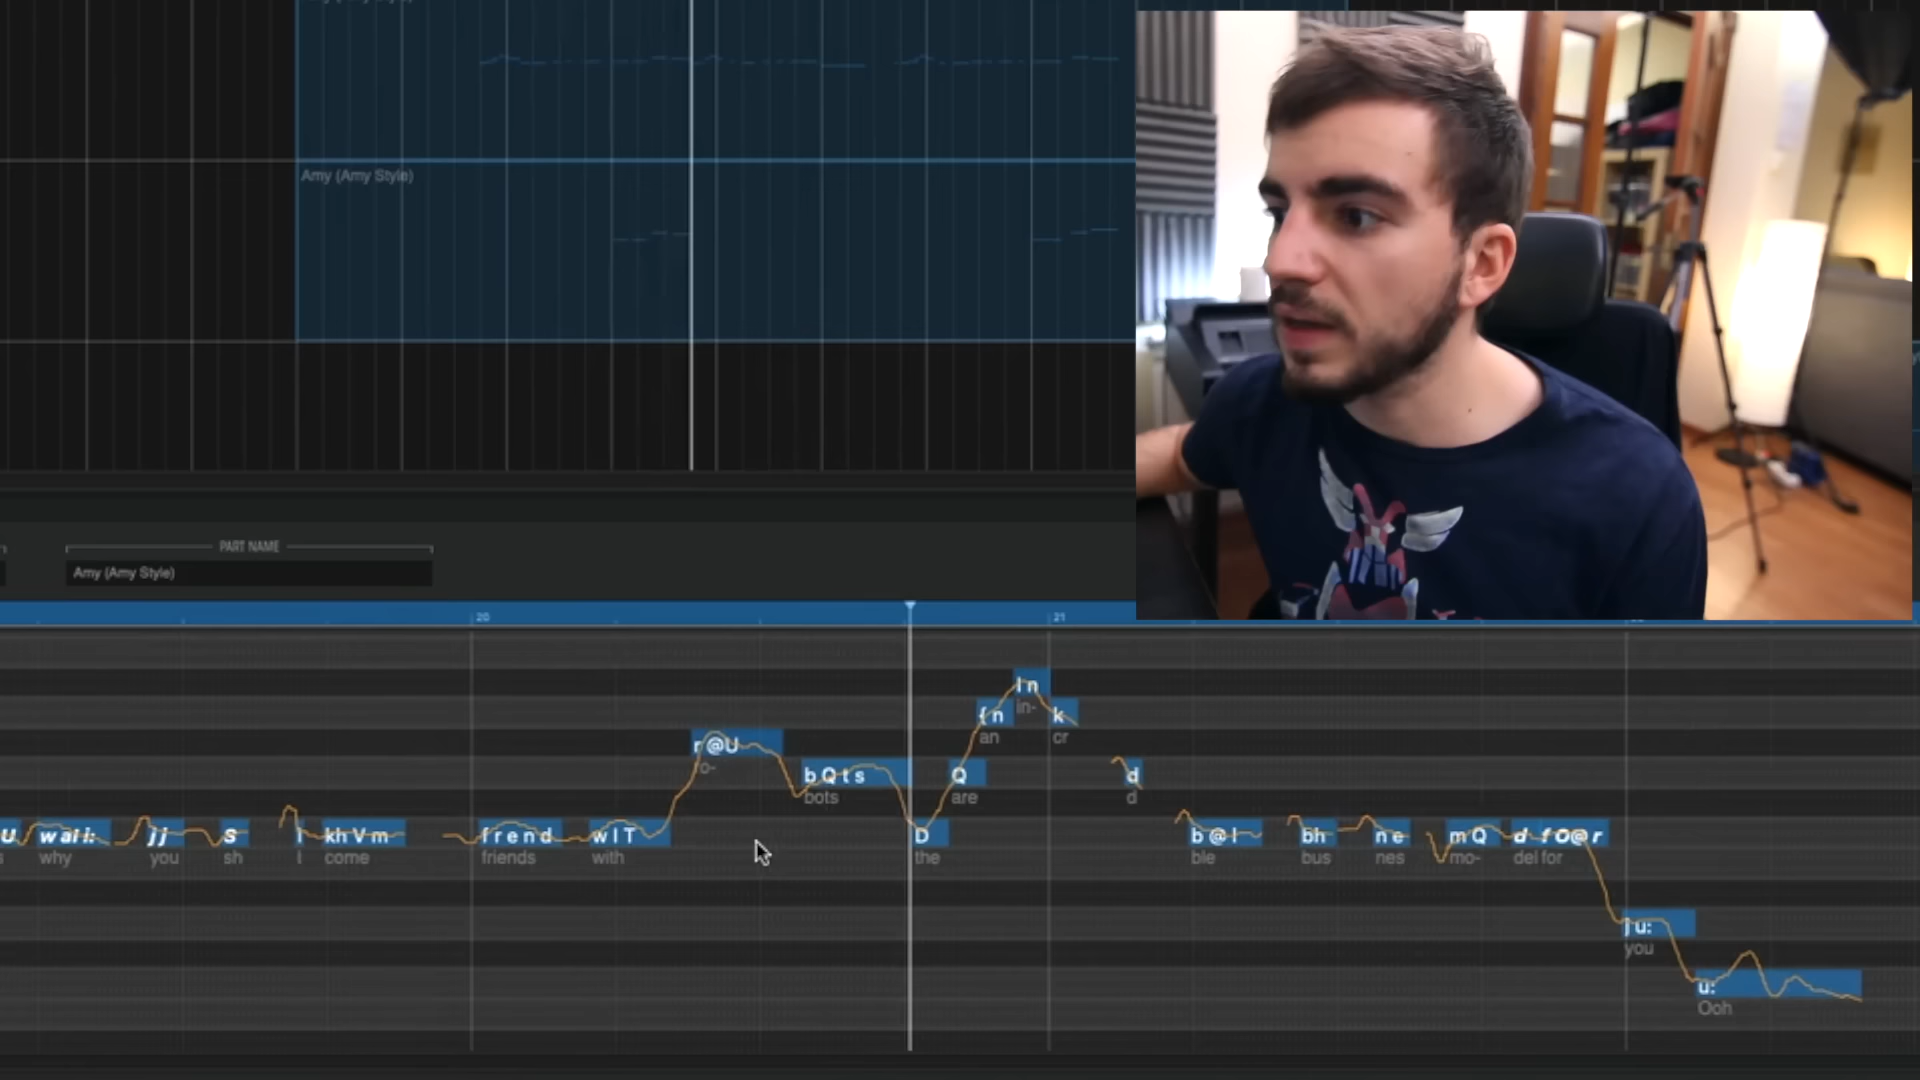 Amy (Amy Style)
PART NAME
Amy (Amy Style)
20
21
I n
in-
{ n
an
k
cr
r @U
o-
b Q t s
bots
Q
are
d
d
U
s
w aI i:
why
j j
you
S
sh
I
I
kh V m
come
f r e n d
friends
w I T
with
D
the
b @ l
ble
bh
bus
n e
nes
m Q
mo-
d f O@ r
del for
j u:
you
u:
Ooh